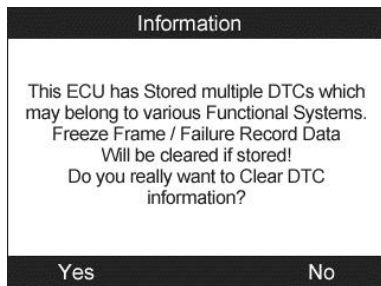 Information
This ECU has Stored multiple DTCs which
may belong to various Functional Systems.
Freeze Frame / Failure Record Data
Will be cleared if stored!
Do you really want to Clear DTC
information?
Yes No